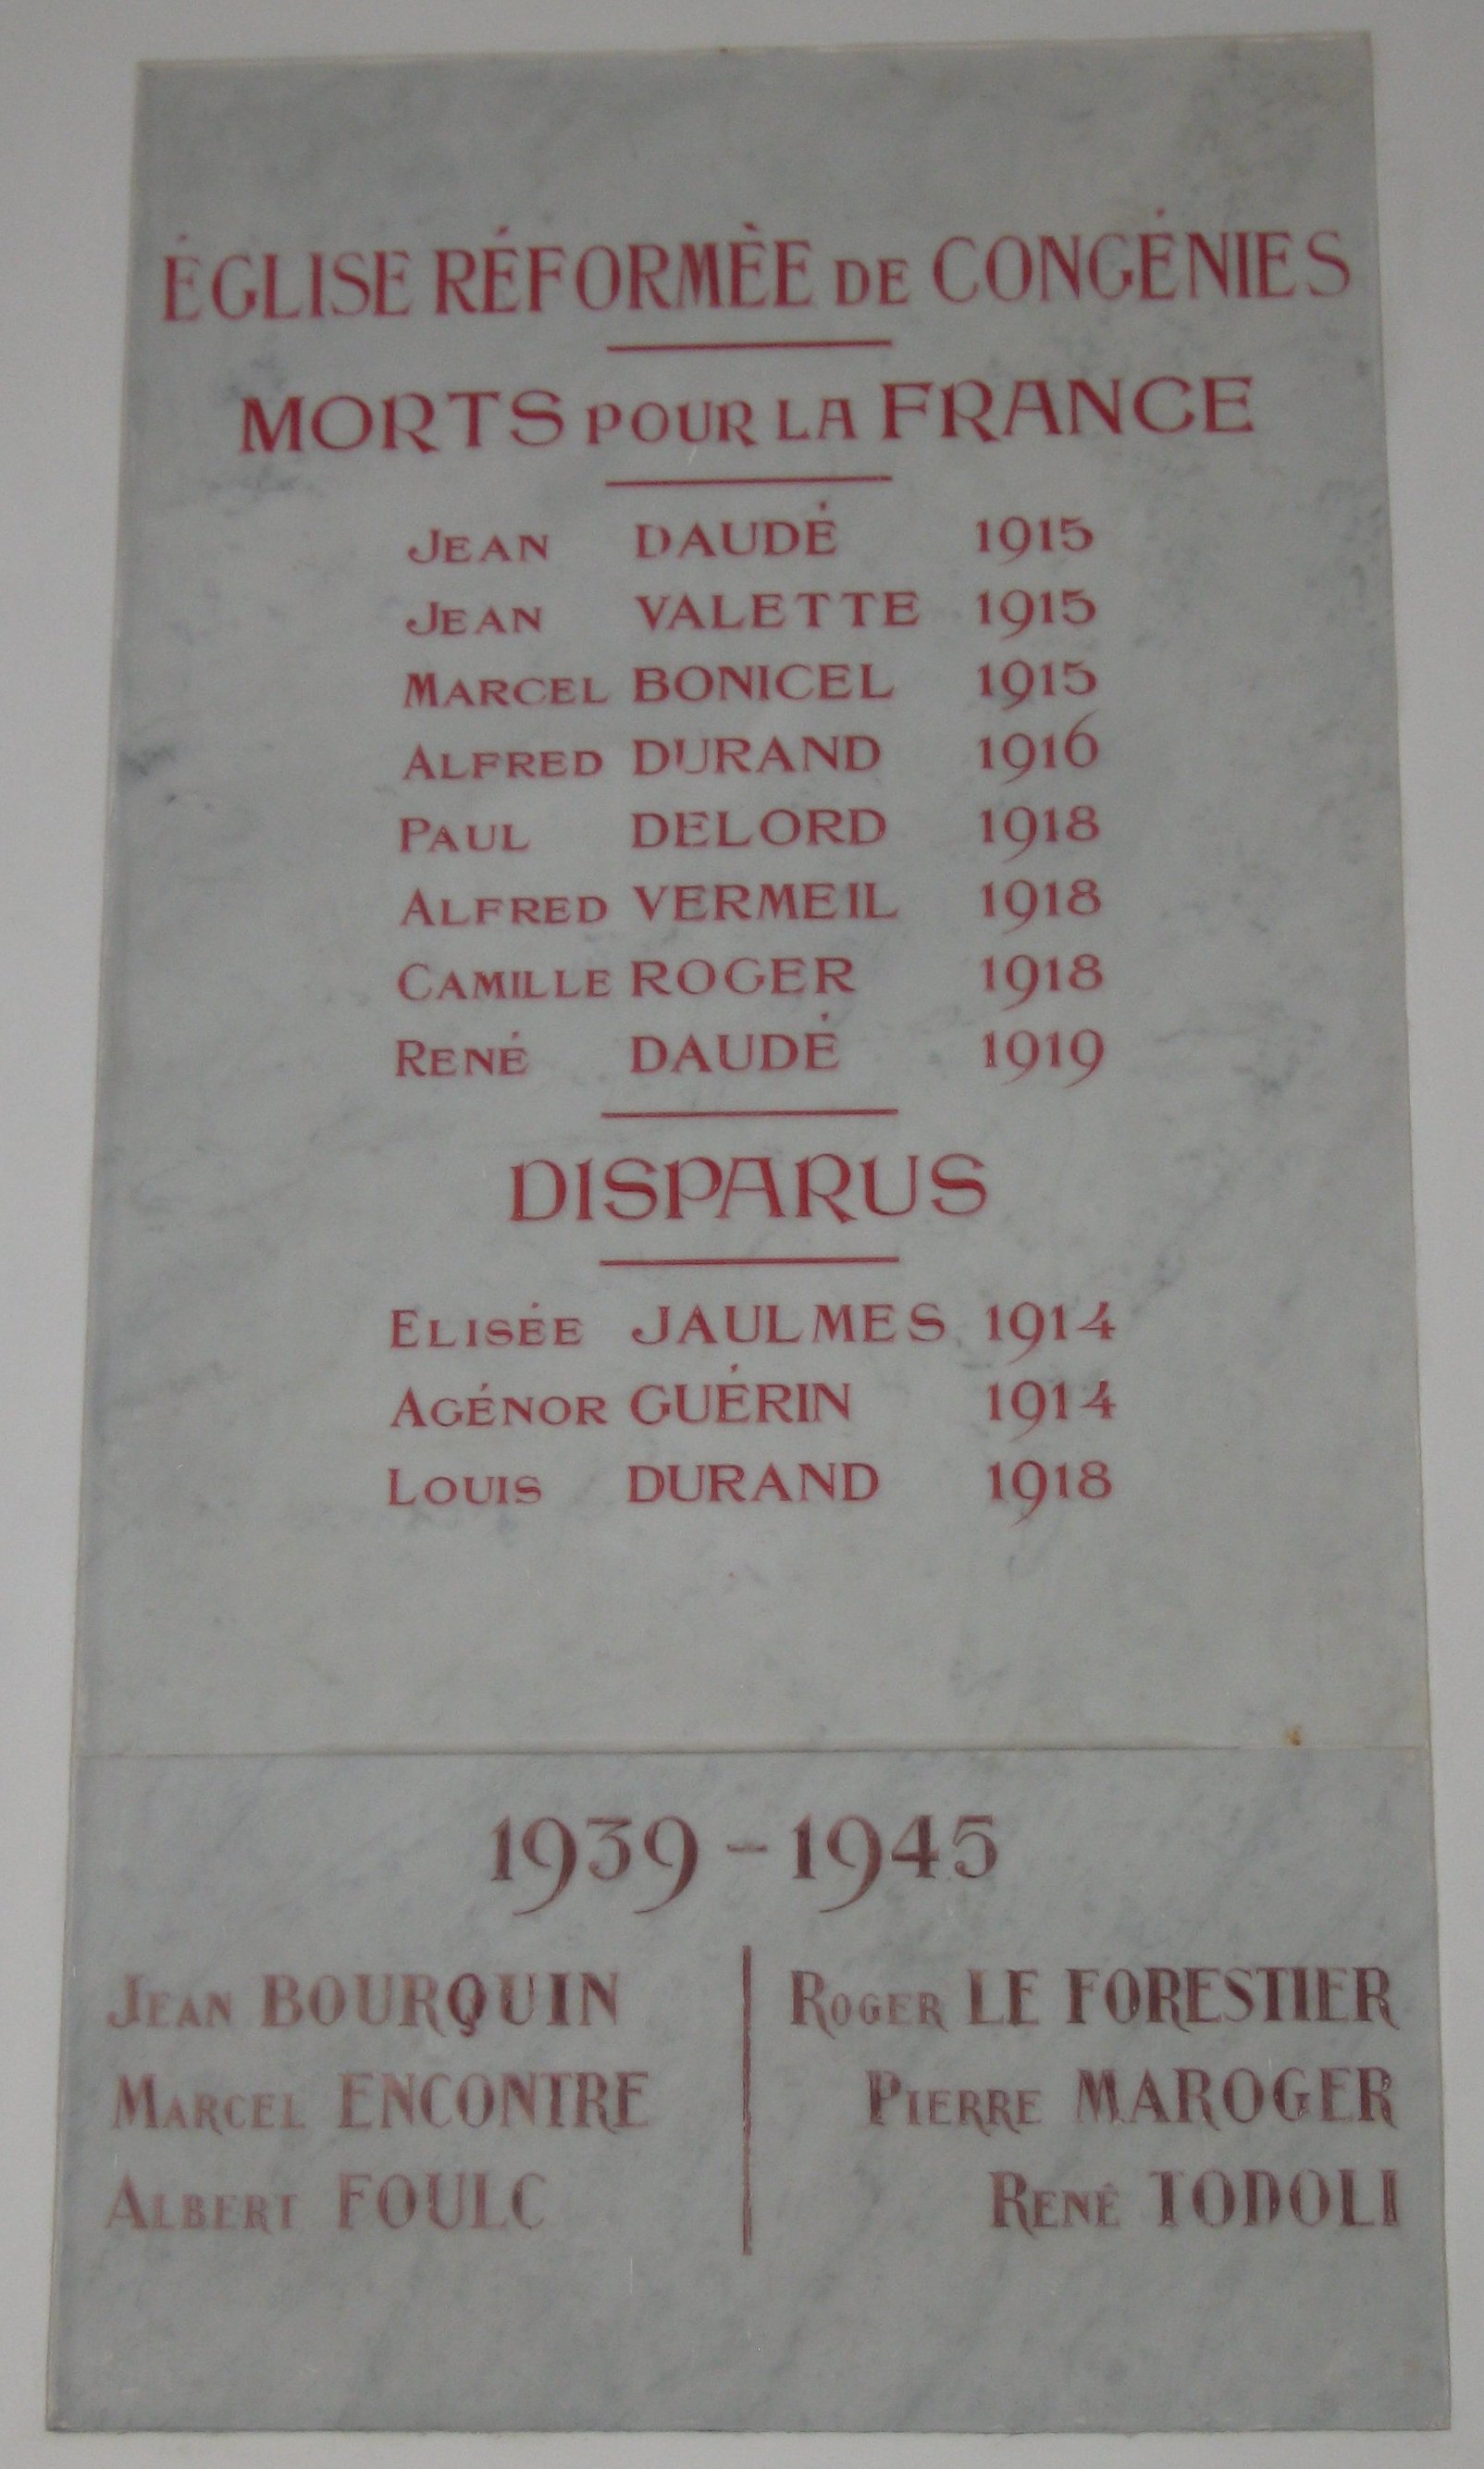 ÉGLISE RÉFORMÈE DE CONGÉNIES
MORTS POUR LA FRANCE
JEAN DAUDÉ 1915
JEAN VALETTE 1915
MARCEL BONICEL 1915
ALFRED DURAND 1916
PAUL DELORD 1918
ALFRED VERMEIL 1918
CAMILLE ROGER 1918
RENÉ DAUDÉ 1919
DISPARUS
ELISÉE JAULMES 1914
AGÉNOR GUÉRIN 1914
LOUIS DURAND 1918
1939-1945
JEAN BOURQUIN
MARCEL ENCONTRE
ALBERT FOULC
ROGER LE FORESTIER
PIERRE MAROGER
RENÉ TODOLI